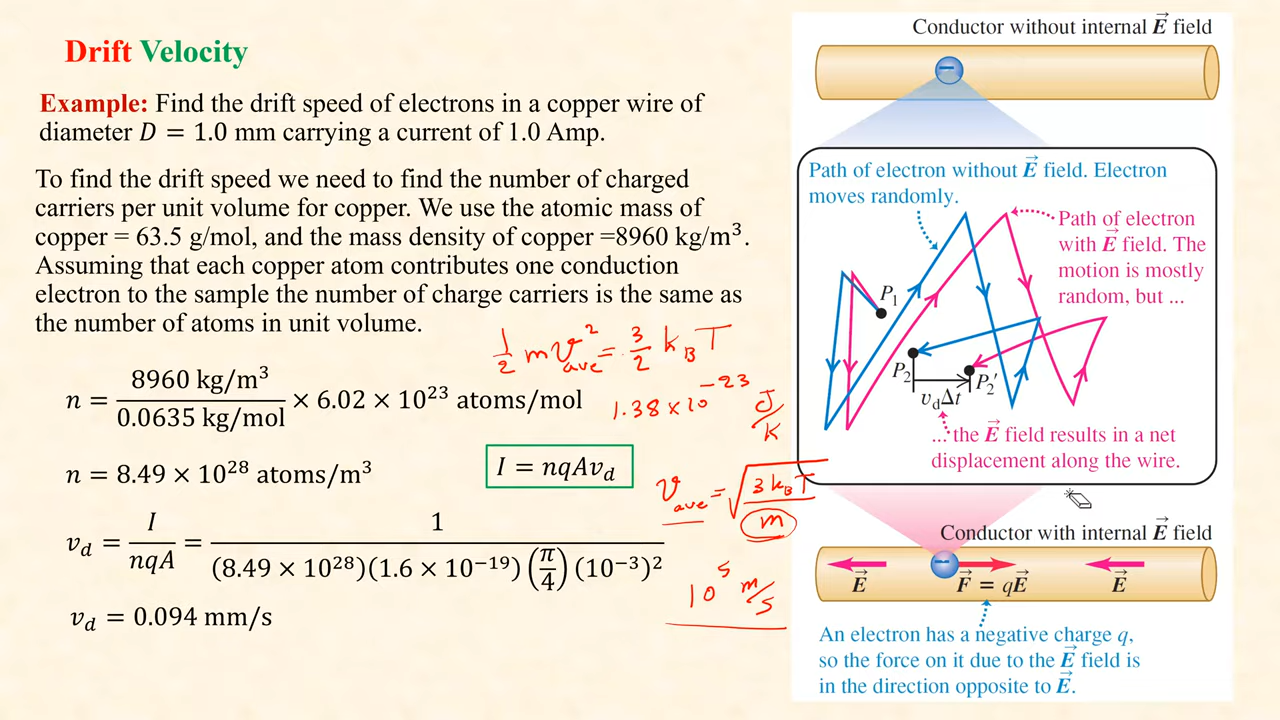 Drift Velocity
Example: Find the drift speed of electrons in a copper wire of
diameter D = 1.0 mm carrying a current of 1.0 Amp.
To find the drift speed we need to find the number of charged
carriers per unit volume for copper. We use the atomic mass of
copper = 63.5 g/mol, and the mass density of copper =8960 kg/m³.
Assuming that each copper atom contributes one conduction
electron to the sample the number of charge carriers is the same as
the number of atoms in unit volume.
n = 8960 kg/m³ / 0.0635 kg/mol × 6.02 × 10²³ atoms/mol
n = 8.49 × 10²⁸ atoms/m³
I = nqAv_d
v_d = I / nqA = 1 / (8.49 × 10²⁸)(1.6 × 10⁻¹⁹)(π/4)(10⁻³)²
v_d = 0.094 mm/s
1/2 m v²_ave = 3/2 k_B T
1.38 × 10⁻²³ J/K
v_ave = √(3 k_B T / m)
10⁵ m/s
Conductor without internal E⃗ field
Path of electron without E⃗ field. Electron
moves randomly.
Path of electron
with E⃗ field. The
motion is mostly
random, but ...
P₁
P₂
P₂′
v_dΔt
... the E⃗ field results in a net
displacement along the wire.
Conductor with internal E⃗ field
E⃗
F⃗ = qE⃗
E⃗
An electron has a negative charge q,
so the force on it due to the E⃗ field is
in the direction opposite to E⃗.